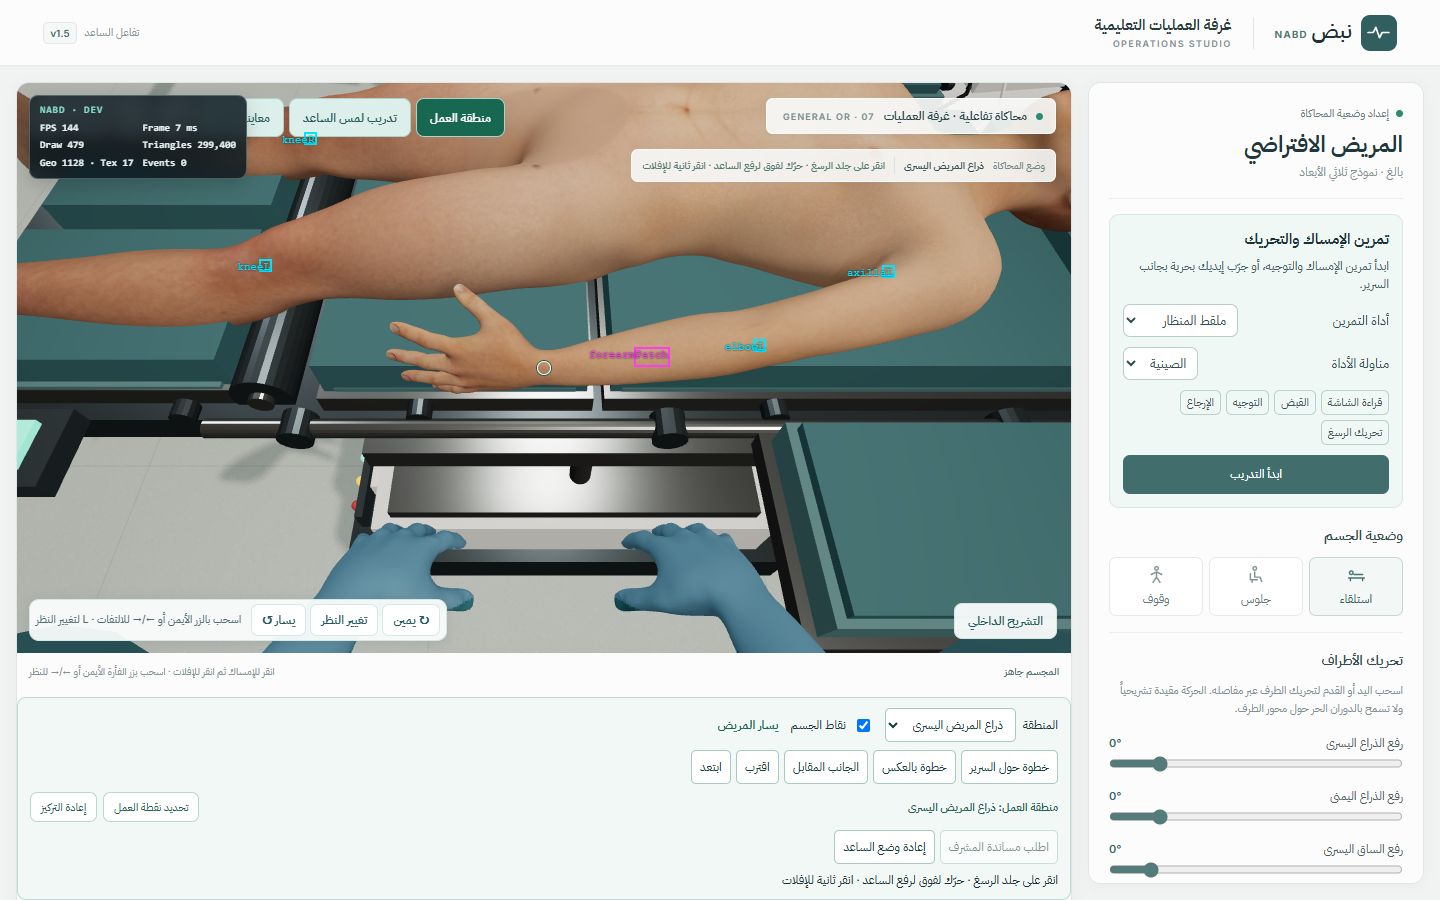 نبض NABD
غرفة العمليات التعليمية
OPERATIONS STUDIO
تفاعل الساعد v1.5
إعداد وضعية المحاكاة
المريض الافتراضي
بالغ · نموذج ثلاثي الأبعاد
تمرين الإمساك والتحريك
ابدأ تمرين الإمساك والتوجيه، أو جرّب إيديك بحرية بجانب
السرير.
أداة التمرين ملقط المنظار
مناولة الأداة الصينية
قراءة الشاشة القبض التوجيه الإرجاع
تحريك الرسغ
ابدأ التدريب
وضعية الجسم
استلقاء جلوس وقوف
تحريك الأطراف
اسحب اليد أو القدم لتحريك الطرف عبر مفاصله. الحركة مقيدة تشريحياً
ولا تسمح بالدوران الحر حول محور الطرف.
رفع الذراع اليسرى 0°
رفع الذراع اليمنى 0°
رفع الساق اليسرى 0°
محاكاة تفاعلية · غرفة العمليات GENERAL OR · 07
وضع المحاكاة ذراع المريض اليسرى انقر على جلد الرسغ · حرّك لفوق لرفع الساعد · انقر ثانية للإفلات
منطقة العمل تدريب لمس الساعد
NABD · DEV
FPS 144 Frame 7 ms
Draw 479 Triangles 299,400
Geo 1128 · Tex 17 Events 0
kneeR
kneeL
axillaL
elbowL
forearmPatch
التشريح الداخلي
↻ يمين تغيير النظر يسار ↺ اسحب بالزر الأيمن أو ←/→ للالتفات · L لتغيير النظر
المجسم جاهز
انقر للإمساك ثم انقر للإفلات · اسحب بزر الفأرة الأيمن أو ←/→ للنظر
المنطقة ذراع المريض اليسرى نقاط الجسم يسار المريض
خطوة حول السرير خطوة بالعكس الجانب المقابل اقترب ابتعد
منطقة العمل: ذراع المريض اليسرى تحديد نقطة العمل إعادة التركيز
اطلب مساندة المشرف إعادة وضع الساعد
انقر على جلد الرسغ · حرّك لفوق لرفع الساعد · انقر ثانية للإفلات